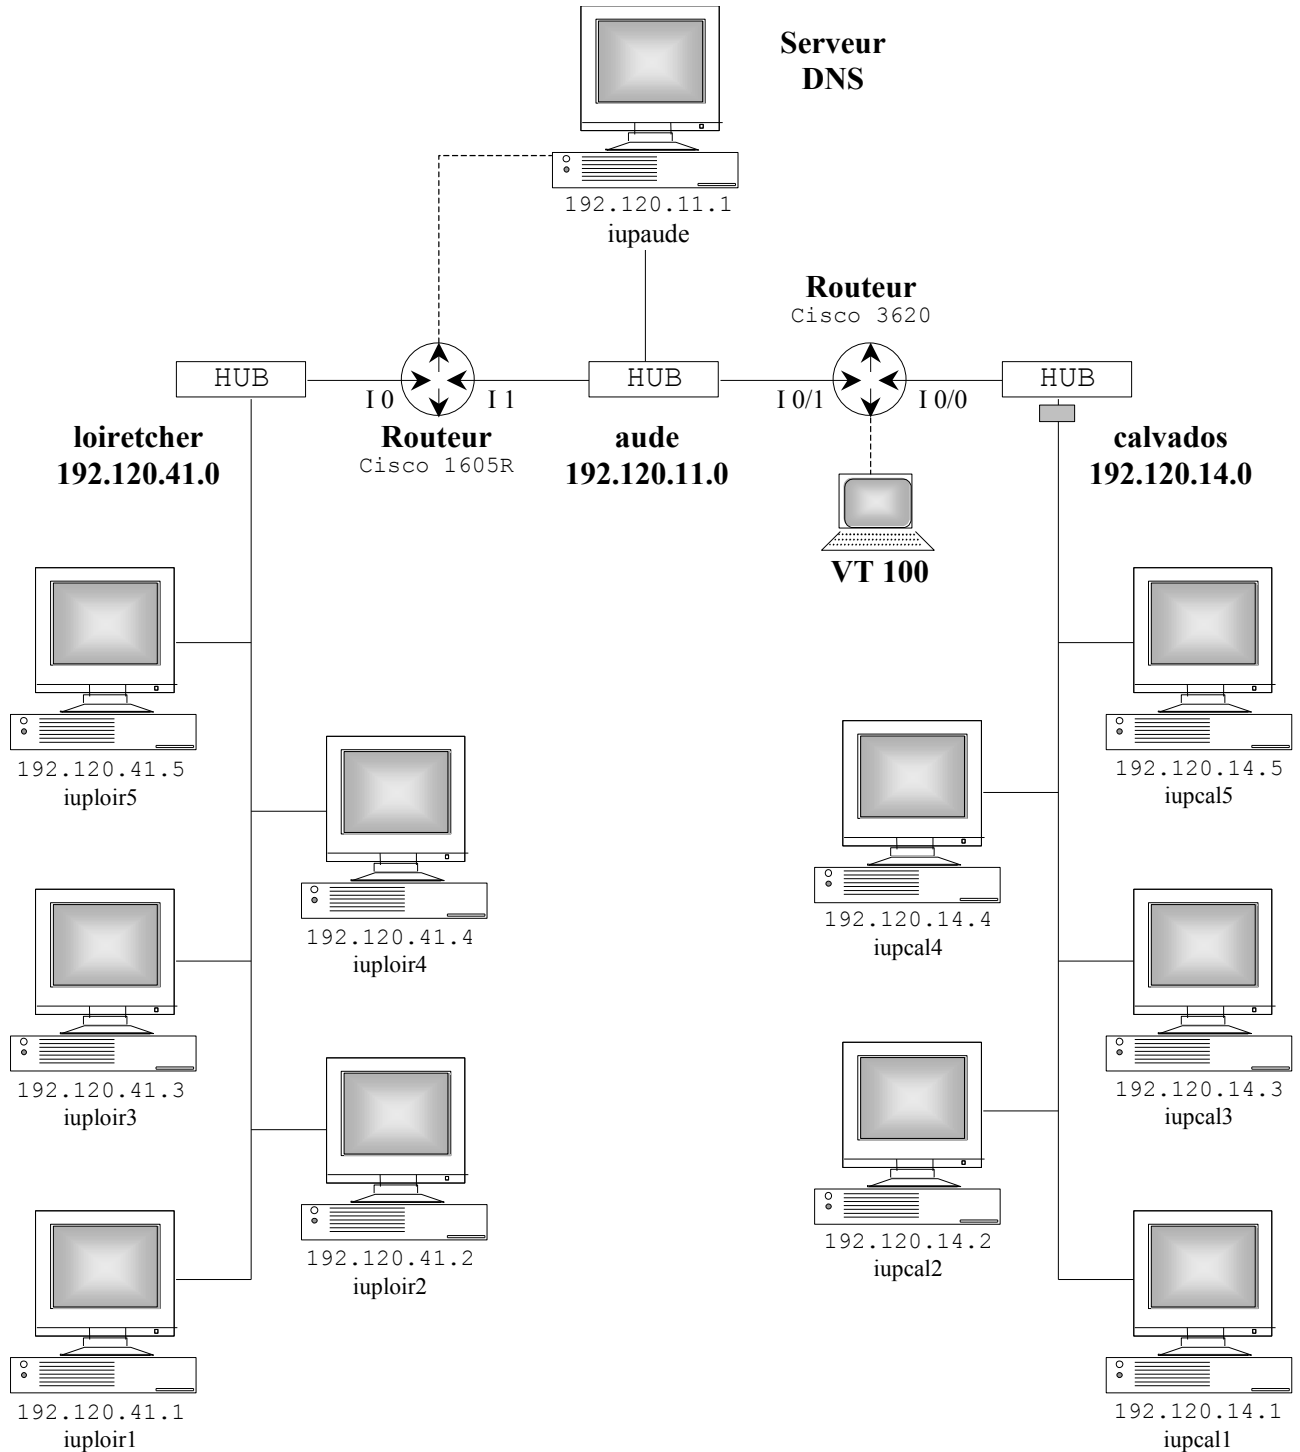 Serveur
DNS
192.120.11.1
iupaude
Routeur
Cisco 3620
HUB
HUB
HUB
I 0
I 1
I 0/1
I 0/0
loiretcher
192.120.41.0
Routeur
Cisco 1605R
aude
192.120.11.0
calvados
192.120.14.0
VT 100
192.120.41.5
iuploir5
192.120.14.5
iupcal5
192.120.41.4
iuploir4
192.120.14.4
iupcal4
192.120.41.3
iuploir3
192.120.14.3
iupcal3
192.120.41.2
iuploir2
192.120.14.2
iupcal2
192.120.41.1
iuploir1
192.120.14.1
iupcal1